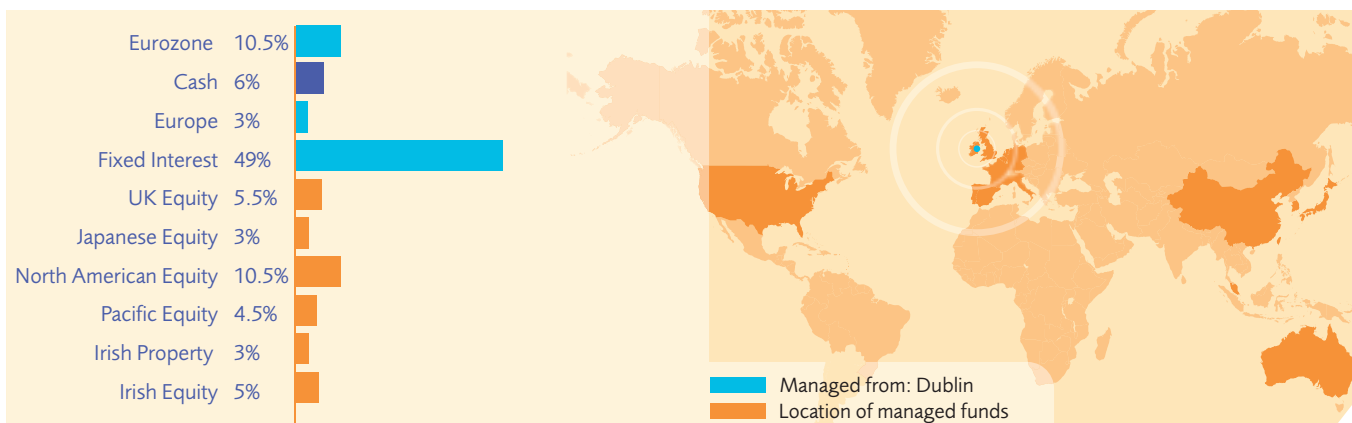 Eurozone 10.5%
Cash 6%
Europe 3%
Fixed Interest 49%
UK Equity 5.5%
Japanese Equity 3%
North American Equity 10.5%
Pacific Equity 4.5%
Irish Property 3%
Irish Equity 5%
Managed from: Dublin
Location of managed funds